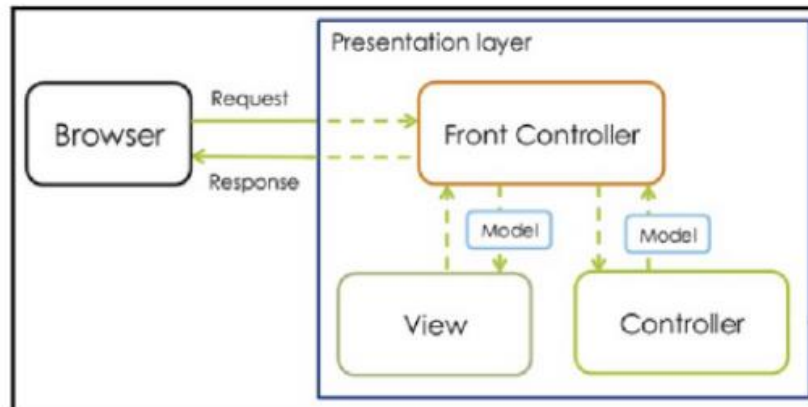 Presentation layer
Request
Browser
Front Controller
Response
Model
Model
View
Controller